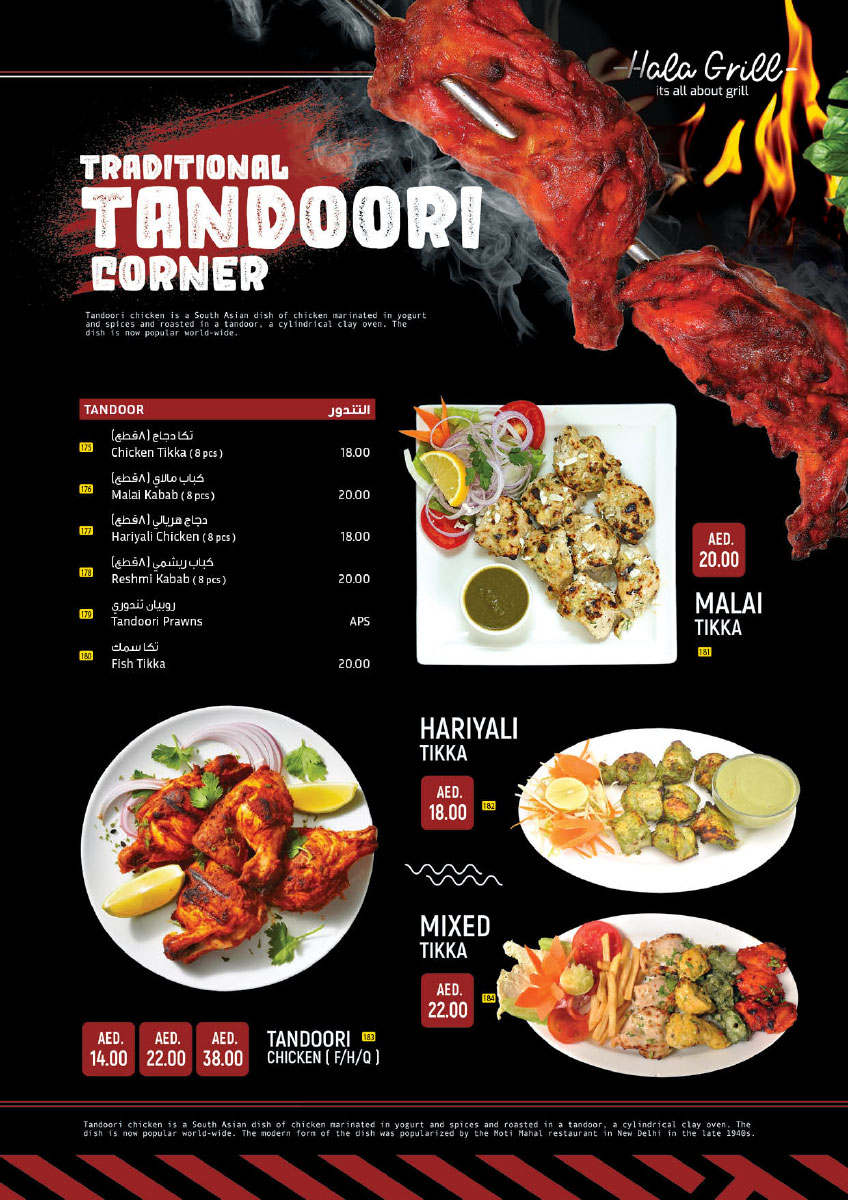 Hala Grill
its all about grill
TRADITIONAL
TANDOORI
CORNER
Tandoori chicken is a South Asian dish of chicken marinated in yogurt
and spices and roasted in a tandoor, a cylindrical clay oven. The
dish is now popular world-wide.
TANDOOR التندور
175 تكا دجاج (٨قطع)
Chicken Tikka ( 8 pcs ) 18.00
176 كباب مالاي (٨قطع)
Malai Kabab ( 8 pcs ) 20.00
177 دجاج هريالي (٨قطع)
Hariyali Chicken ( 8 pcs ) 18.00
178 كباب ريشمي (٨قطع)
Reshmi Kabab ( 8 pcs ) 20.00
179 روبيان تندوري
Tandoori Prawns APS
180 تكا سمك
Fish Tikka 20.00
AED.
20.00
MALAI
TIKKA
181
HARIYALI
TIKKA
AED.
18.00 182
MIXED
TIKKA
AED.
22.00 184
AED. AED. AED.
14.00 22.00 38.00
TANDOORI 183
CHICKEN ( F/H/Q )
Tandoori chicken is a South Asian dish of chicken marinated in yogurt and spices and roasted in a tandoor, a cylindrical clay oven. The
dish is now popular world-wide. The modern form of the dish was popularized by the Moti Mahal restaurant in New Delhi in the late 1940s.